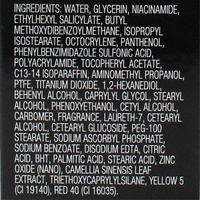 INGREDIENTS: WATER, GLYCERIN, NIACINAMIDE,
ETHYLHEXYL SALICYLATE, BUTYL
METHOXYDIBENZOYLMETHANE, ISOPROPYL
ISOSTEARATE, OCTOCRYLENE, PANTHENOL,
PHENYLBENZIMIDAZOLE SULFONIC ACID,
POLYACRYLAMIDE, TOCOPHERYL ACETATE,
C13-14 ISOPARAFFIN, AMINOMETHYL PROPANOL,
PTFE, TITANIUM DIOXIDE, 1,2-HEXANEDIOL,
BEHENYL ALCOHOL, CAPRYLYL GLYCOL, STEARYL
ALCOHOL, PHENOXYETHANOL, CETYL ALCOHOL,
CARBOMER, FRAGRANCE, LAURETH-7, CETEARYL
ALCOHOL, CETEARYL GLUCOSIDE, PEG-100
STEARATE, SODIUM ASCORBYL PHOSPHATE,
SODIUM BENZOATE, DISODIUM EDTA, CITRIC
ACID, BHT, PALMITIC ACID, STEARIC ACID, ZINC
OXIDE (NANO), CAMELLIA SINENSIS LEAF
EXTRACT, TRIETHOXYCAPRYLYLSILANE, YELLOW 5
(CI 19140), RED 40 (CI 16035).